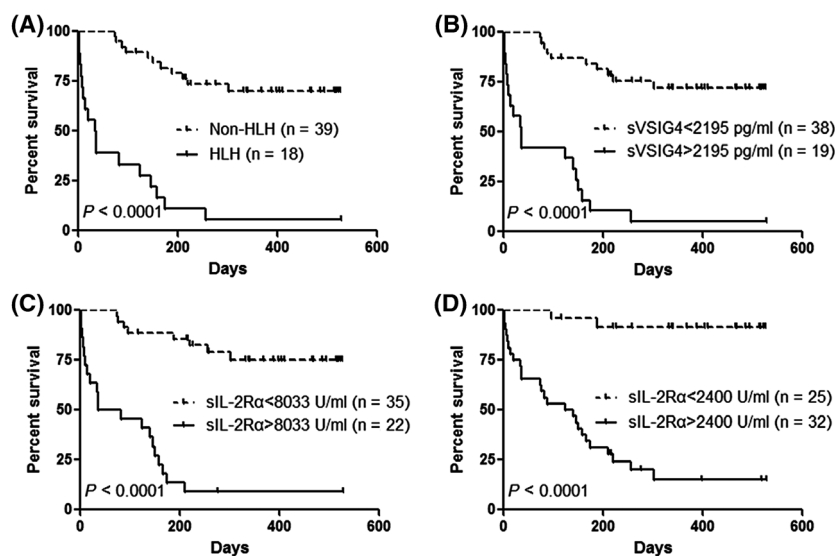 (A)
100
75
50
25
0
Percent survival
Non-HLH (n = 39)
HLH (n = 18)
P < 0.0001
0 200 400 600
Days
(B)
100
75
50
25
0
Percent survival
sVSIG4<2195 pg/ml (n = 38)
sVSIG4>2195 pg/ml (n = 19)
P < 0.0001
0 200 400 600
Days
(C)
100
75
50
25
0
Percent survival
sIL-2Rα<8033 U/ml (n = 35)
sIL-2Rα>8033 U/ml (n = 22)
P < 0.0001
0 200 400 600
Days
(D)
100
75
50
25
0
Percent survival
sIL-2Rα<2400 U/ml (n = 25)
sIL-2Rα>2400 U/ml (n = 32)
P < 0.0001
0 200 400 600
Days